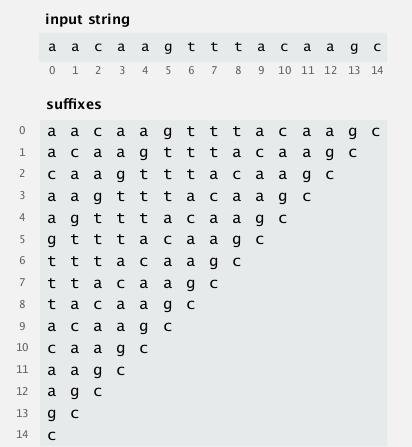 input string
a a c a a g t t t a c a a g c
0 1 2 3 4 5 6 7 8 9 10 11 12 13 14
suffixes
0 a a c a a g t t t a c a a g c
1 a c a a g t t t a c a a g c
2 c a a g t t t a c a a g c
3 a a g t t t a c a a g c
4 a g t t t a c a a g c
5 g t t t a c a a g c
6 t t t a c a a g c
7 t t a c a a g c
8 t a c a a g c
9 a c a a g c
10 c a a g c
11 a a g c
12 a g c
13 g c
14 c